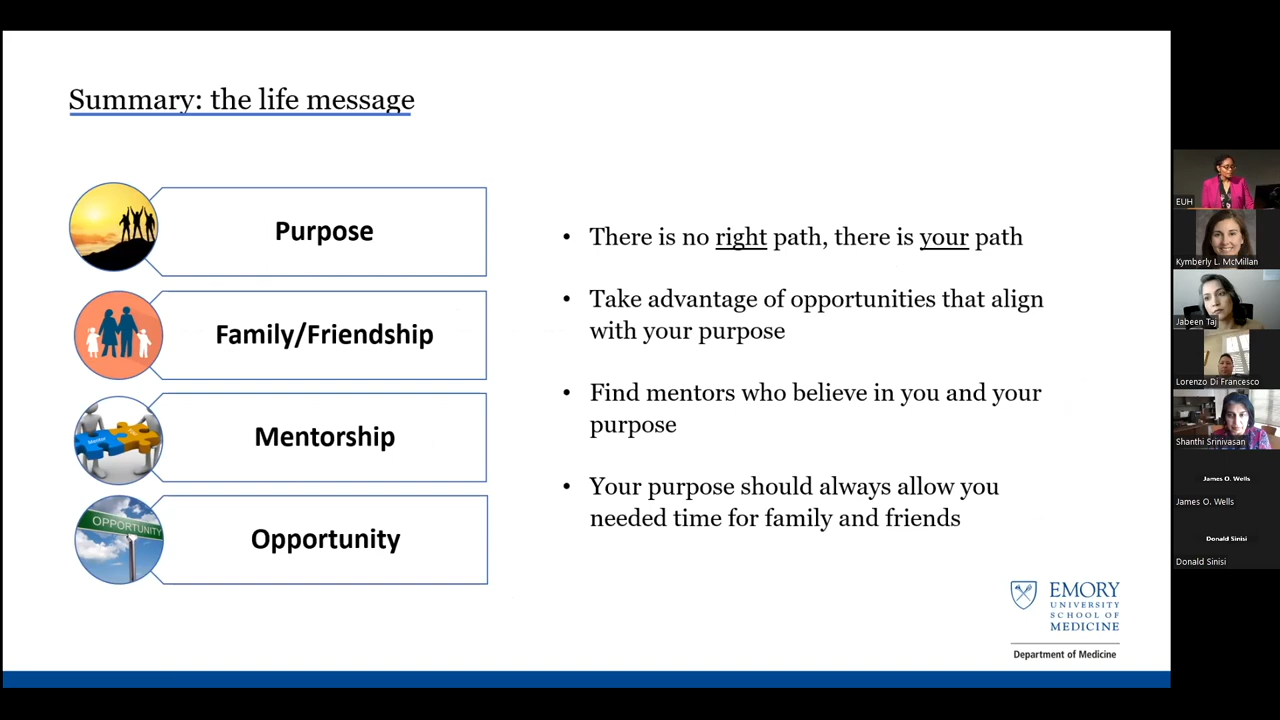 Summary: the life message
Purpose
Family/Friendship
Mentorship
Opportunity
Mentor
OPPORTUNITY
• There is no right path, there is your path
• Take advantage of opportunities that align
with your purpose
• Find mentors who believe in you and your
purpose
• Your purpose should always allow you
needed time for family and friends
EMORY
UNIVERSITY
SCHOOL OF
MEDICINE
Department of Medicine
EUH
Kymberly L. McMillan
Jabeen Taj
Lorenzo Di Francesco
Shanthi Srinivasan
James O. Wells
James O. Wells
Donald Sinisi
Donald Sinisi